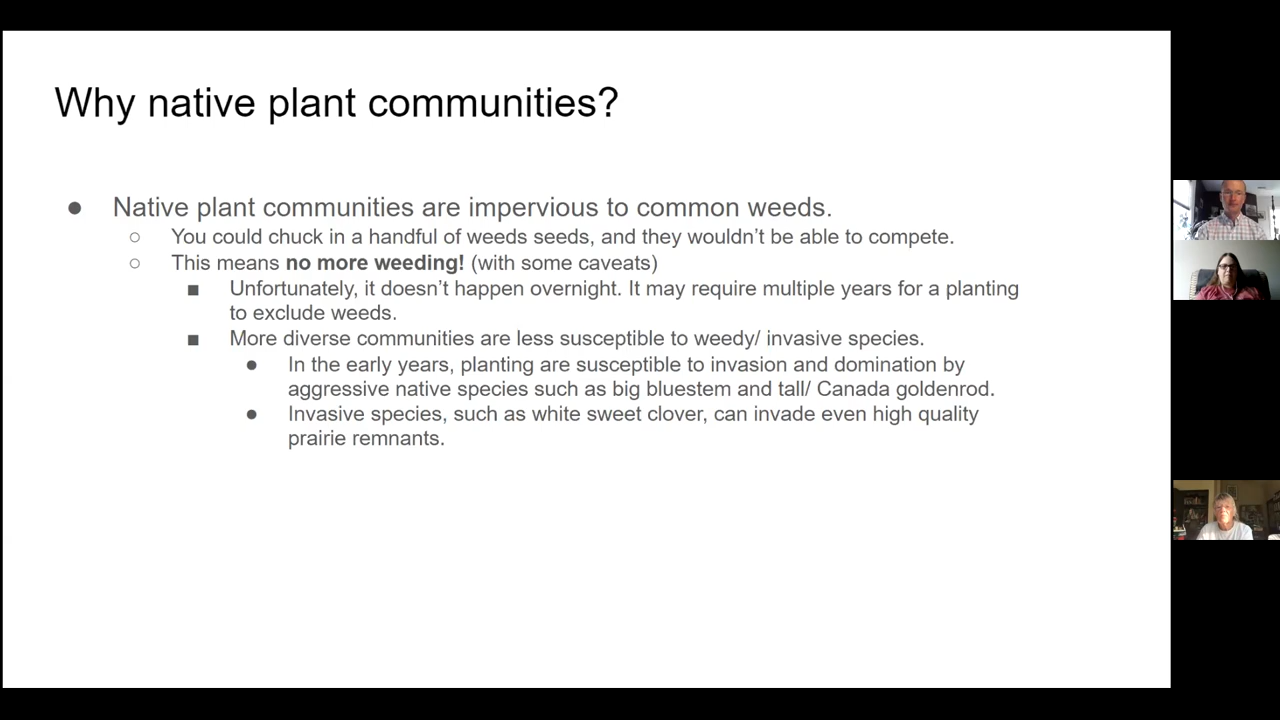 Why native plant communities?
● Native plant communities are impervious to common weeds.
○ You could chuck in a handful of weeds seeds, and they wouldn't be able to compete.
○ This means no more weeding! (with some caveats)
■ Unfortunately, it doesn't happen overnight. It may require multiple years for a planting
to exclude weeds.
■ More diverse communities are less susceptible to weedy/ invasive species.
● In the early years, planting are susceptible to invasion and domination by
aggressive native species such as big bluestem and tall/ Canada goldenrod.
● Invasive species, such as white sweet clover, can invade even high quality
prairie remnants.